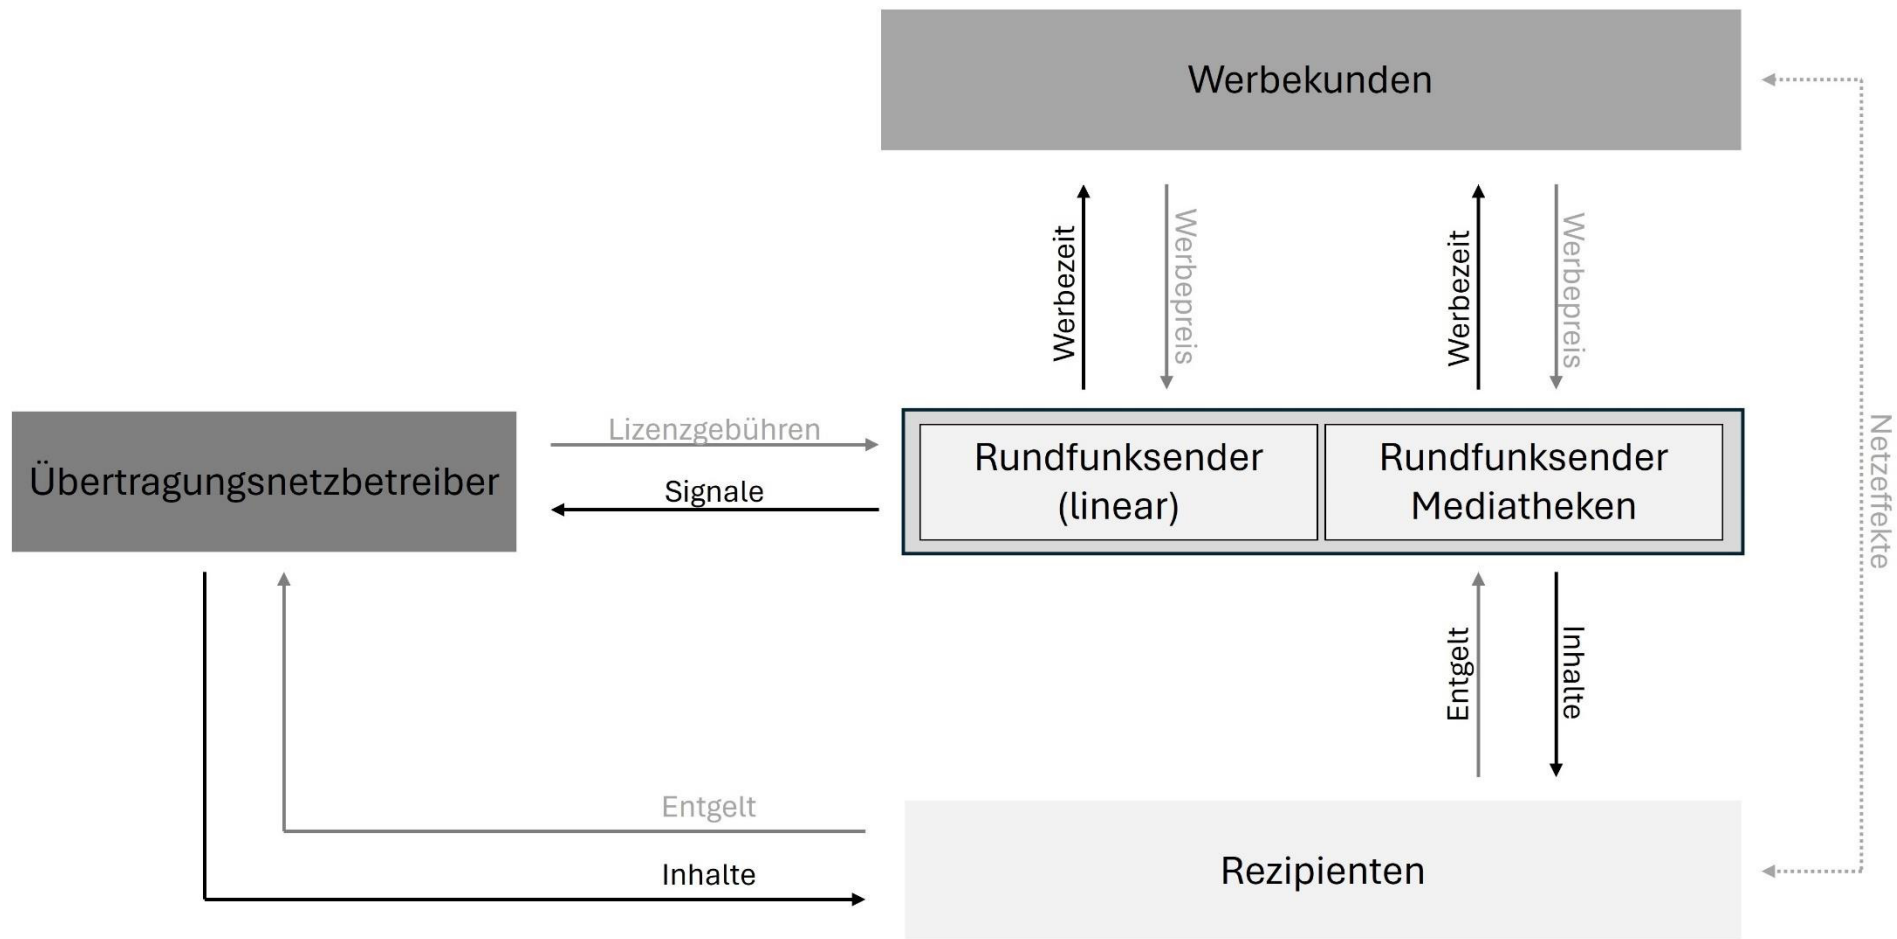 Werbekunden
Werbezeit
Werbepreis
Werbezeit
Werbepreis
Netzeffekte
Übertragungsnetzbetreiber
Lizenzgebühren
Signale
Rundfunksender
(linear)
Rundfunksender
Mediatheken
Entgelt
Inhalte
Entgelt
Inhalte
Rezipienten